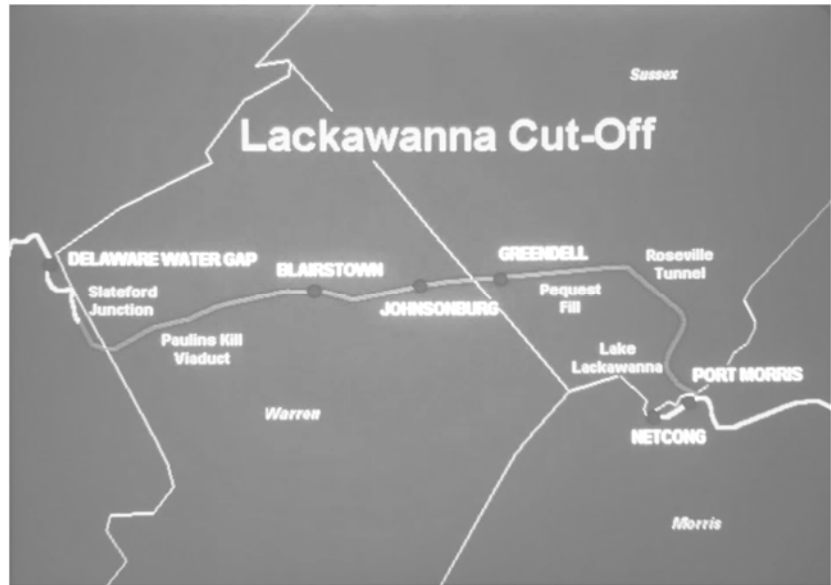 Sussex
Lackawanna Cut-Off
DELAWARE WATER GAP
BLAIRSTOWN
GREENDELL
Roseville
Tunnel
Slateford
Junction
JOHNSONBURG
Pequest
Fill
Paulins Kill
Viaduct
Lake
Lackawanna
PORT MORRIS
Warren
NETCONG
Morris